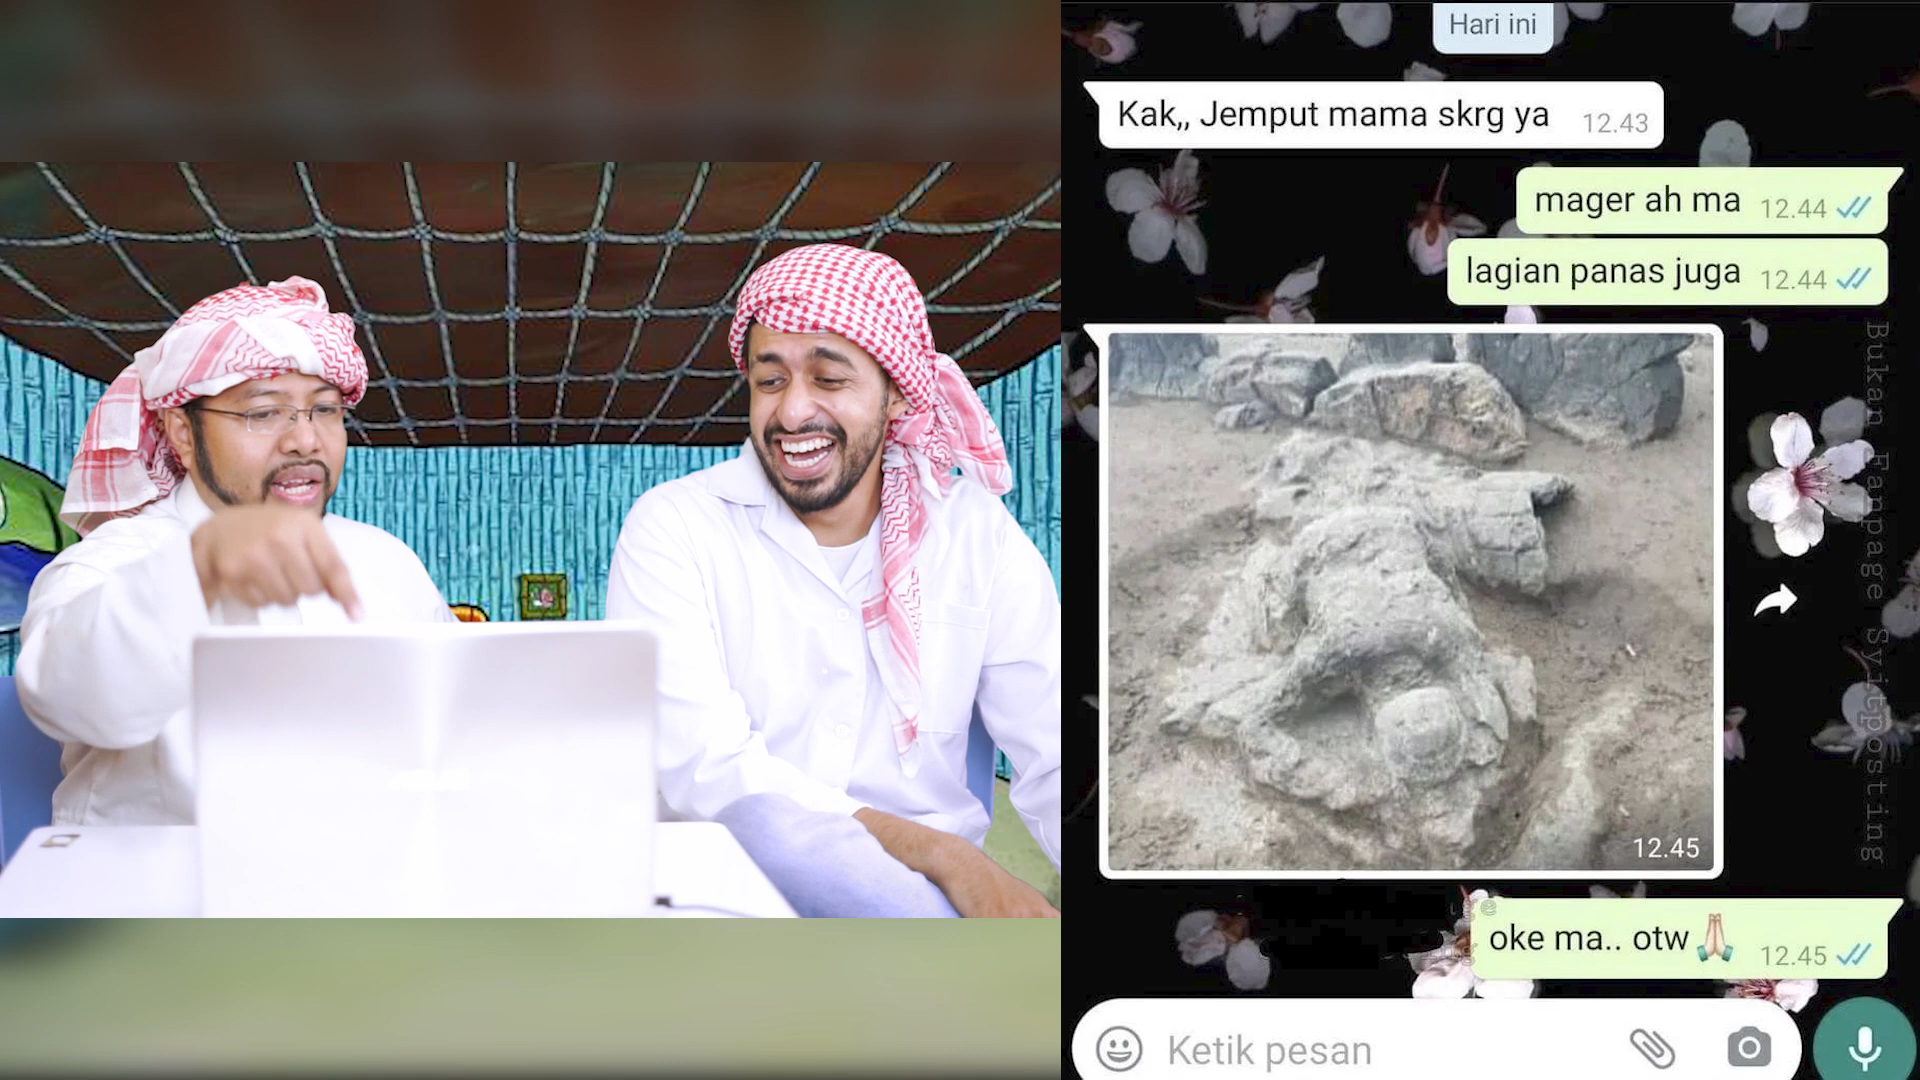 Hari ini
Kak,, Jemput mama skrg ya 12.43
mager ah ma 12.44
lagian panas juga 12.44
12.45
Bukan Fanpage Syitposting
oke ma.. otw🙏🏻 12.45
Ketik pesan